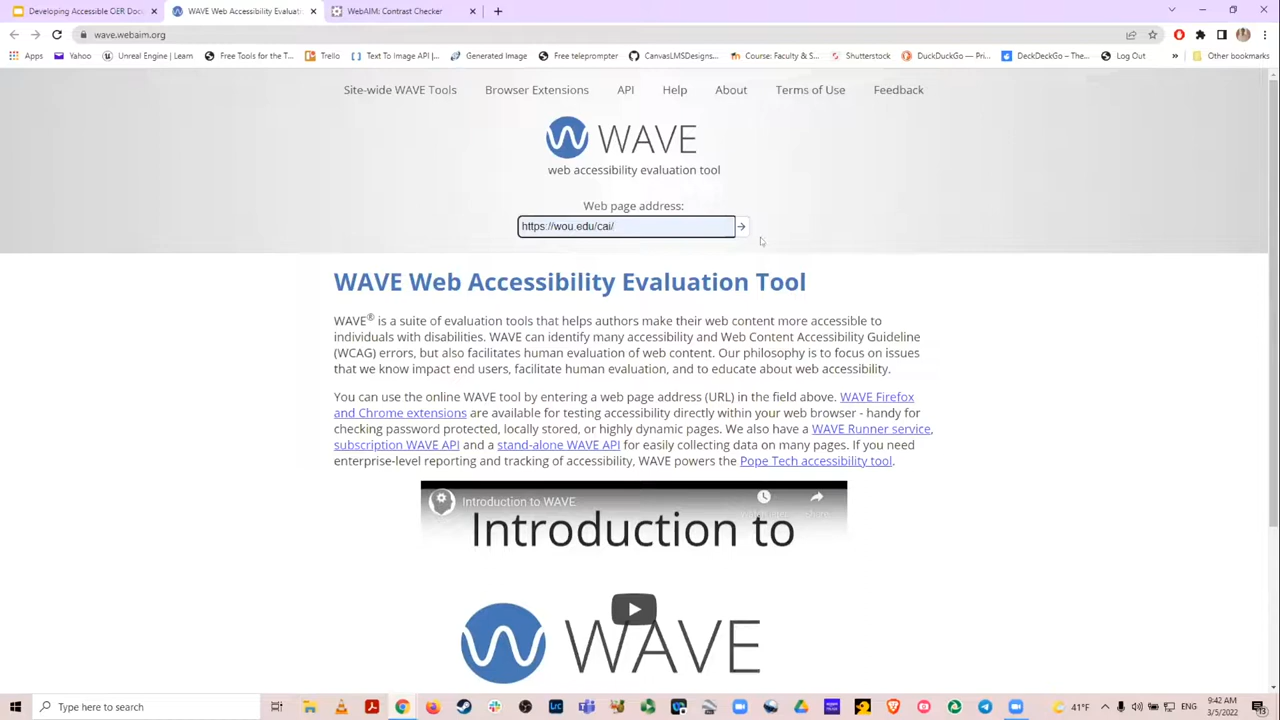 Developing Accessible OER Doc
WAVE Web Accessibility Evaluati
WebAIM: Contrast Checker
wave.webaim.org
Apps
Yahoo
Unreal Engine | Learn
Free Tools for the T...
Trello
Text To Image API |...
Generated Image
Free teleprompter
CanvasLMSDesigns...
Course: Faculty & S...
Shutterstock
DuckDuckGo — Pri...
DeckDeckGo – The...
Log Out
»
Other bookmarks
Site-wide WAVE Tools
Browser Extensions
API
Help
About
Terms of Use
Feedback
WAVE
web accessibility evaluation tool
Web page address:
https://wou.edu/cai/
WAVE Web Accessibility Evaluation Tool
WAVE® is a suite of evaluation tools that helps authors make their web content more accessible to
individuals with disabilities. WAVE can identify many accessibility and Web Content Accessibility Guideline
(WCAG) errors, but also facilitates human evaluation of web content. Our philosophy is to focus on issues
that we know impact end users, facilitate human evaluation, and to educate about web accessibility.
You can use the online WAVE tool by entering a web page address (URL) in the field above. WAVE Firefox
and Chrome extensions are available for testing accessibility directly within your web browser - handy for
checking password protected, locally stored, or highly dynamic pages. We also have a WAVE Runner service,
subscription WAVE API and a stand-alone WAVE API for easily collecting data on many pages. If you need
enterprise-level reporting and tracking of accessibility, WAVE powers the Pope Tech accessibility tool.
Introduction to WAVE
Introduction to
WAVE
Type here to search
41°F
9:42 AM
3/5/2022